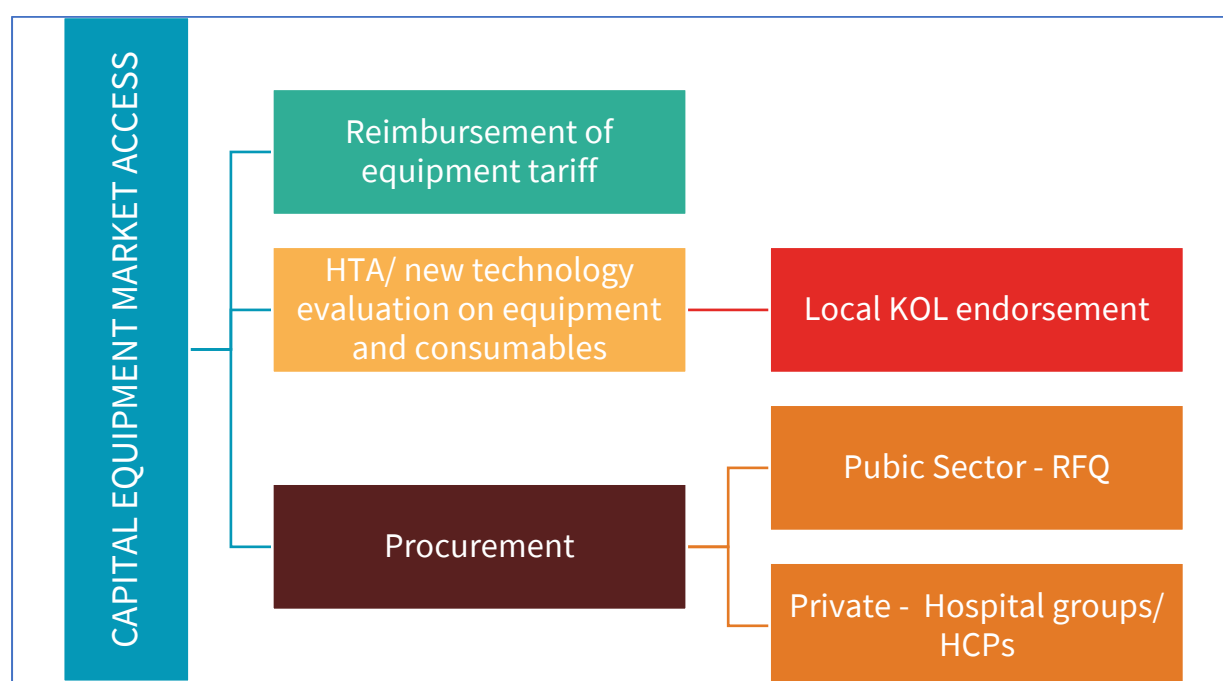 CAPITAL EQUIPMENT MARKET ACCESS
Reimbursement of
equipment tariff
HTA/ new technology
evaluation on equipment
and consumables
Local KOL endorsement
Procurement
Pubic Sector - RFQ
Private - Hospital groups/
HCPs